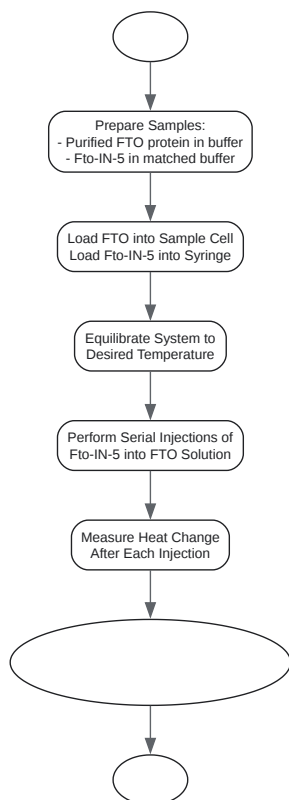 Prepare Samples:
- Purified FTO protein in buffer
- Fto-IN-5 in matched buffer
Load FTO into Sample Cell
Load Fto-IN-5 into Syringe
Equilibrate System to
Desired Temperature
Perform Serial Injections of
Fto-IN-5 into FTO Solution
Measure Heat Change
After Each Injection